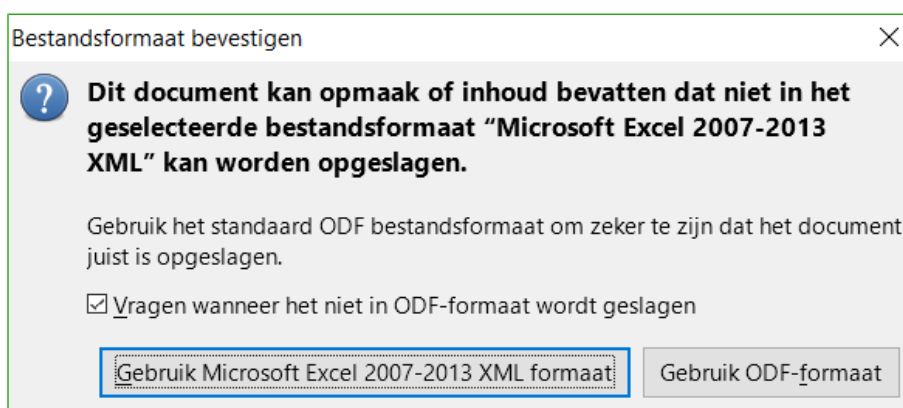 Bestandsformaat bevestigen
Dit document kan opmaak of inhoud bevatten dat niet in het
geselecteerde bestandsformaat “Microsoft Excel 2007-2013
XML” kan worden opgeslagen.
Gebruik het standaard ODF bestandsformaat om zeker te zijn dat het document
juist is opgeslagen.
Vragen wanneer het niet in ODF-formaat wordt geslagen
Gebruik Microsoft Excel 2007-2013 XML formaat Gebruik ODF-formaat